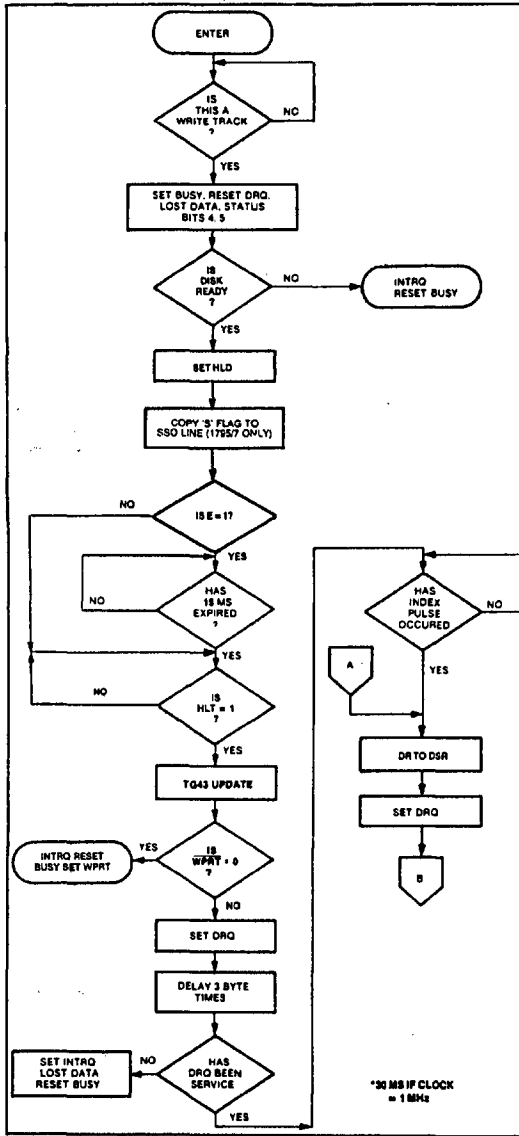 ENTER
IS
THIS A
WRITE TRACK
?
NO
YES
SET BUSY, RESET DRQ,
LOST DATA, STATUS
BITS 4, 5
IS
DISK
READY
?
NO
INTRQ
RESET BUSY
YES
SET HLD
COPY 'S' FLAG TO
SSO LINE (1795/7 ONLY)
IS E = 1?
NO
YES
HAS
15 MS
EXPIRED
?
NO
YES
IS
HLT = 1
?
NO
YES
TG43 UPDATE
IS
WPRT = 0
?
YES
INTRQ RESET
BUSY SET WPRT
NO
SET DRQ
DELAY 3 BYTE
TIMES
HAS
DRQ BEEN
SERVICE
NO
SET INTRQ
LOST DATA
RESET BUSY
YES
HAS
INDEX
PULSE
OCCURED
NO
YES
A
DR TO DSR
SET DRQ
B
*30 MS IF CLOCK
= 1 MHz